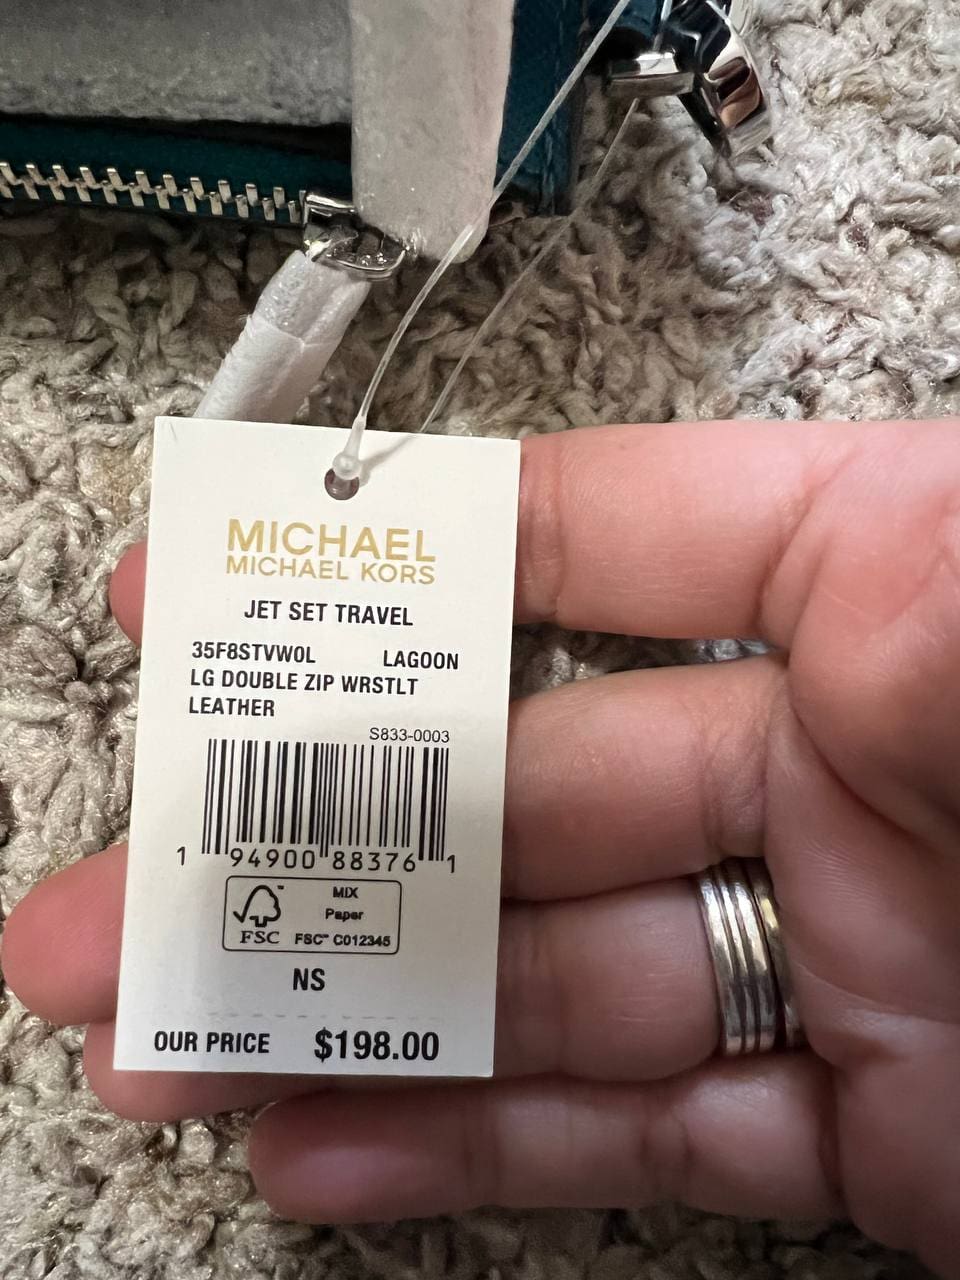 MICHAEL
MICHAEL KORS
JET SET TRAVEL
35F8STVW0L LAGOON
LG DOUBLE ZIP WRSTLT
LEATHER
S833-0003
1 94900 88376 1
MIX
Paper
FSC FSC™ C012345
NS
OUR PRICE $198.00